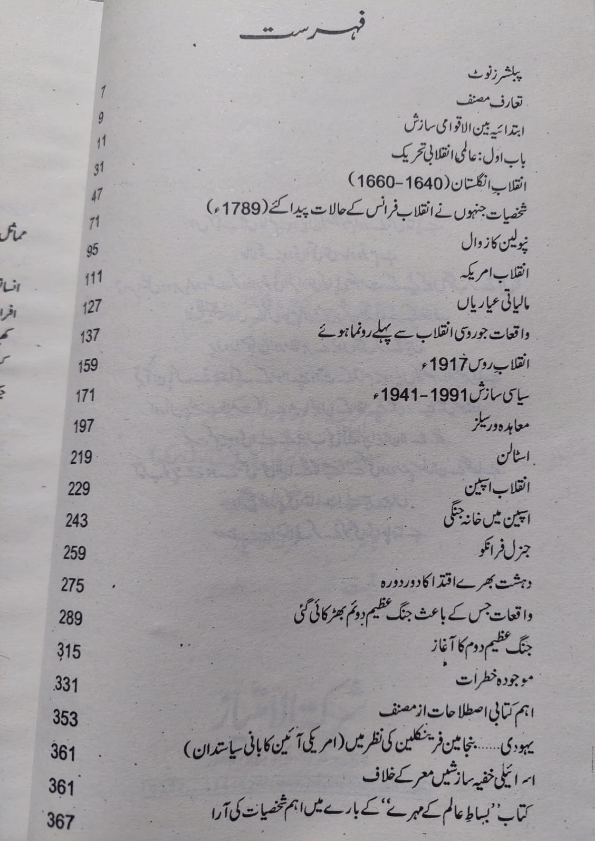 فہرست
پبلشرز نوٹ 7
تعارف مصنف 9
ابتدائیہ بین الاقوامی سازش 11
باب اول: عالمی انقلابی تحریک 31
انقلابِ انگلستان (1640-1660) 47
شخصیات جنہوں نے انقلاب فرانس کے حالات پیدا کئے (1789ء) 71
نپولین کا زوال 95
انقلاب امریکہ 111
مالیاتی عیاریاں 127
واقعات جو روسی انقلاب سے پہلے رونما ہوئے 137
انقلابِ روس 1917ء 159
سیاسی سازش 1991-1941ء 171
معاہدہ ورسیلز 197
اسٹالن 219
انقلاب اسپین 229
اسپین میں خانہ جنگی 243
جنرل فرانکو 259
دہشت بھرے اقتدا کا دور دورہ 275
واقعات جس کے باعث جنگ عظیم دوئم بھڑکائی گئی 289
جنگ عظیم دوم کا آغاز 315
موجودہ خطرات 331
اہم کتابی اصطلاحات از مصنف 353
یہودی...... بنجامین فرینکلین کی نظر میں (امریکی آئین کا بانی سیاستدان) 361
اسرائیلی خفیہ سازشیں مصر کے خلاف 361
کتاب ’’بساطِ عالم کے مہرے‘‘ کے بارے میں اہم شخصیات کی آرا 367